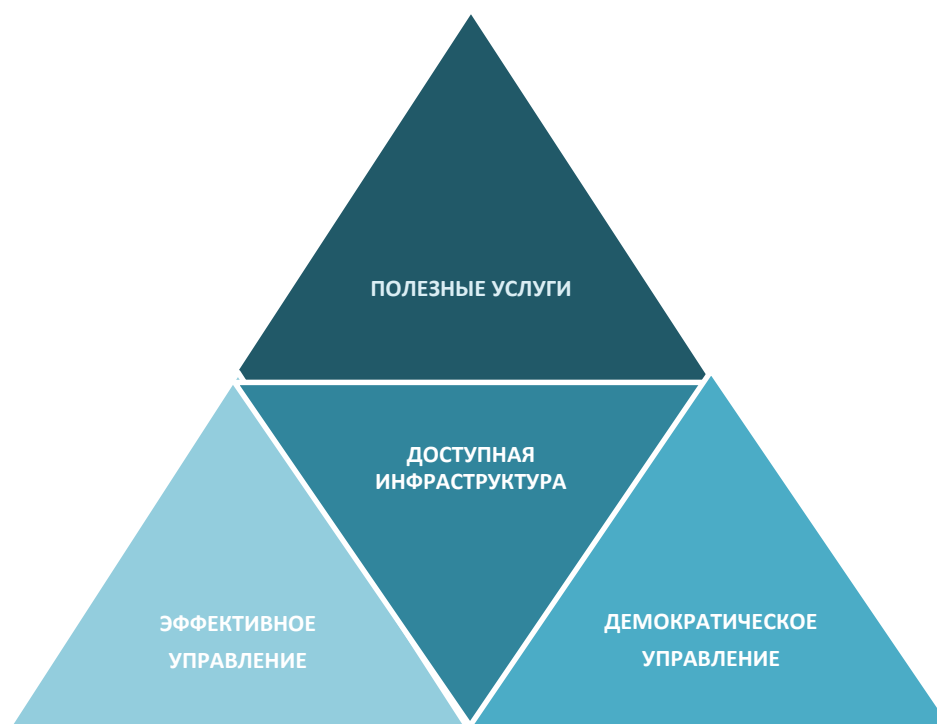 ПОЛЕЗНЫЕ УСЛУГИ
ДОСТУПНАЯ
ИНФРАСТРУКТУРА
ЭФФЕКТИВНОЕ
УПРАВЛЕНИЕ
ДЕМОКРАТИЧЕСКОЕ
УПРАВЛЕНИЕ